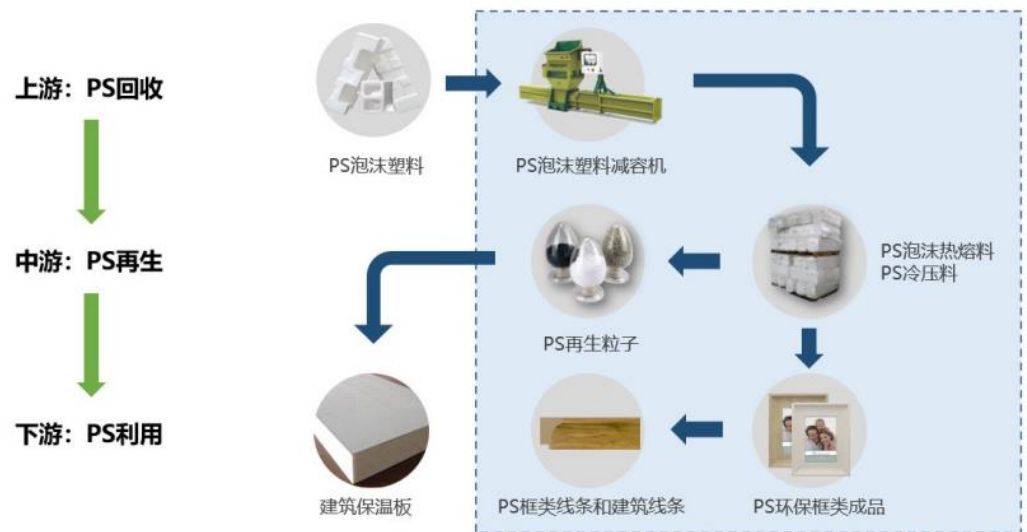 上游：PS回收
PS泡沫塑料
PS泡沫塑料减容机
中游：PS再生
PS泡沫热熔料
PS冷压料
PS再生粒子
下游：PS利用
建筑保温板
PS框类线条和建筑线条
PS环保框类成品